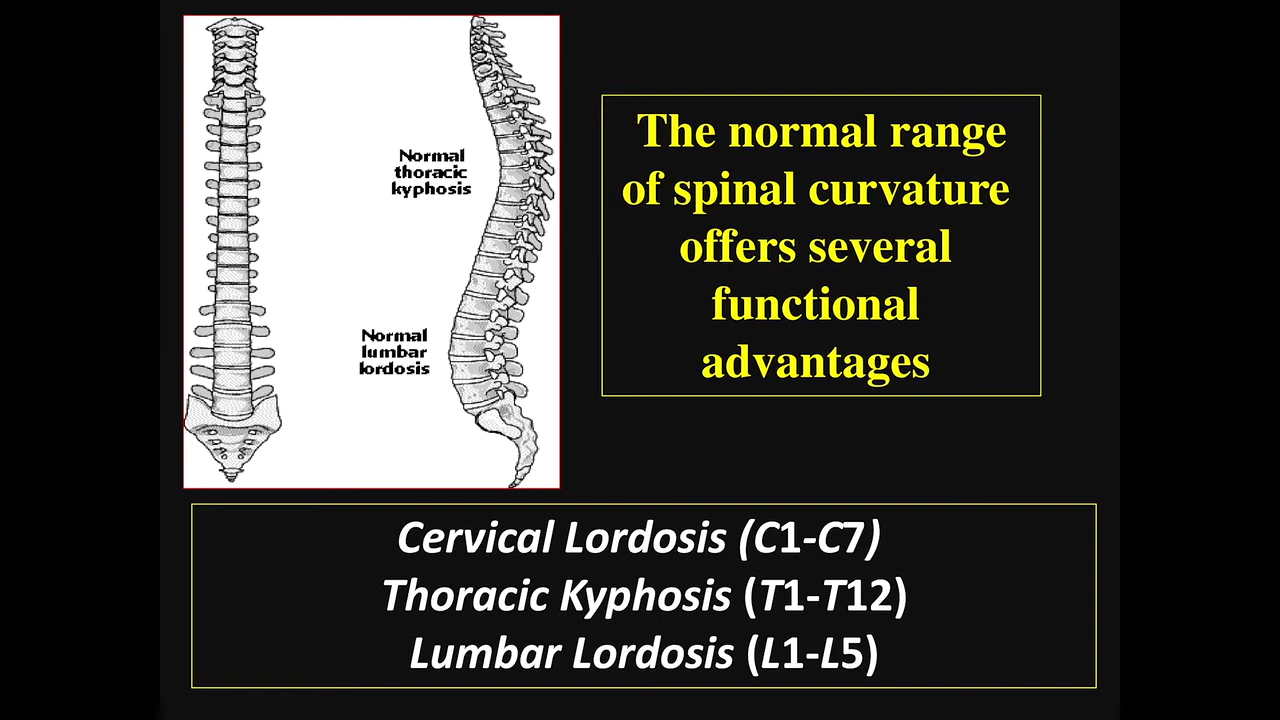 Normal
thoracic
kyphosis
Normal
lumbar
lordosis
The normal range
of spinal curvature
offers several
functional
advantages
Cervical Lordosis (C1-C7)
Thoracic Kyphosis (T1-T12)
Lumbar Lordosis (L1-L5)